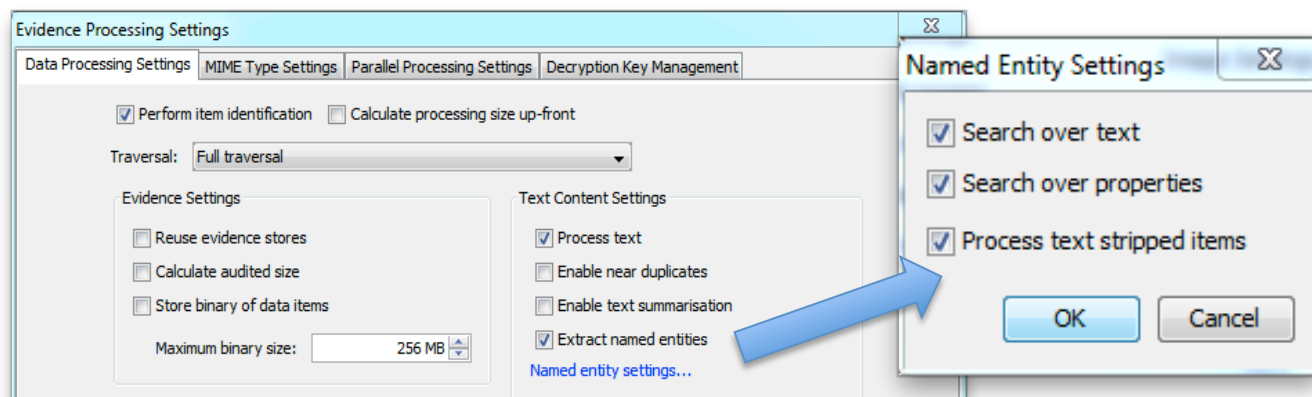 Evidence Processing Settings
Data Processing Settings MIME Type Settings Parallel Processing Settings Decryption Key Management
Perform item identification Calculate processing size up-front
Traversal: Full traversal
Evidence Settings
Reuse evidence stores
Calculate audited size
Store binary of data items
Maximum binary size: 256 MB
Text Content Settings
Process text
Enable near duplicates
Enable text summarisation
Extract named entities
Named entity settings...
Named Entity Settings
Search over text
Search over properties
Process text stripped items
OK Cancel